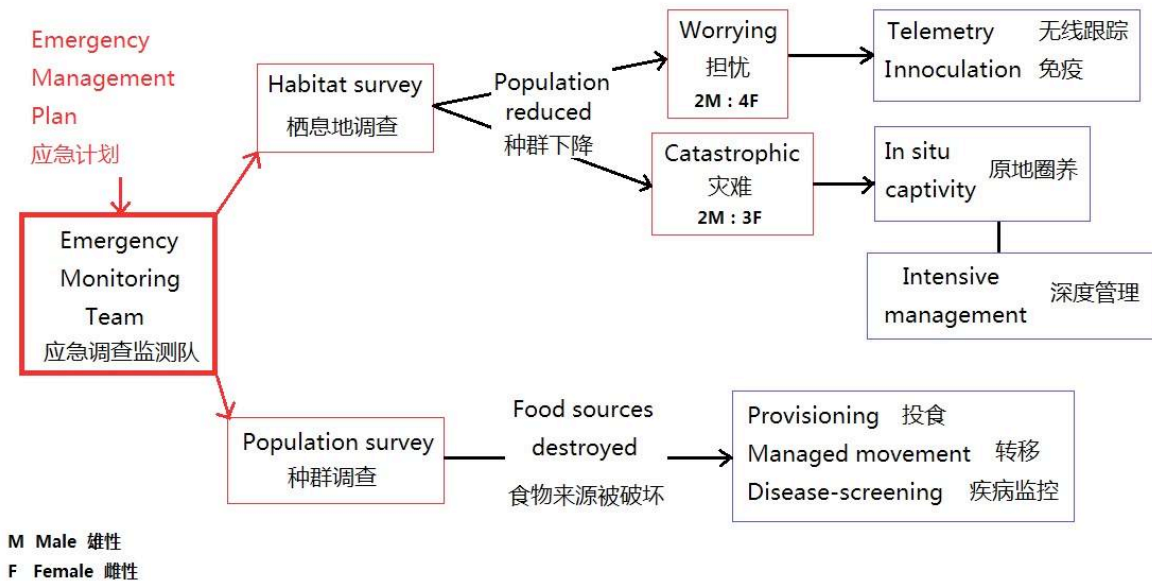 Emergency
Management
Plan
应急计划
Emergency
Monitoring
Team
应急调查监测队
Habitat survey
栖息地调查
Population
reduced
种群下降
Worrying
担忧
2M : 4F
Telemetry 无线跟踪
Innoculation 免疫
Catastrophic
灾难
2M : 3F
In situ
captivity
原地圈养
Intensive
management
深度管理
Population survey
种群调查
Food sources
destroyed
食物来源被破坏
Provisioning 投食
Managed movement 转移
Disease-screening 疾病监控
M Male 雄性
F Female 雌性